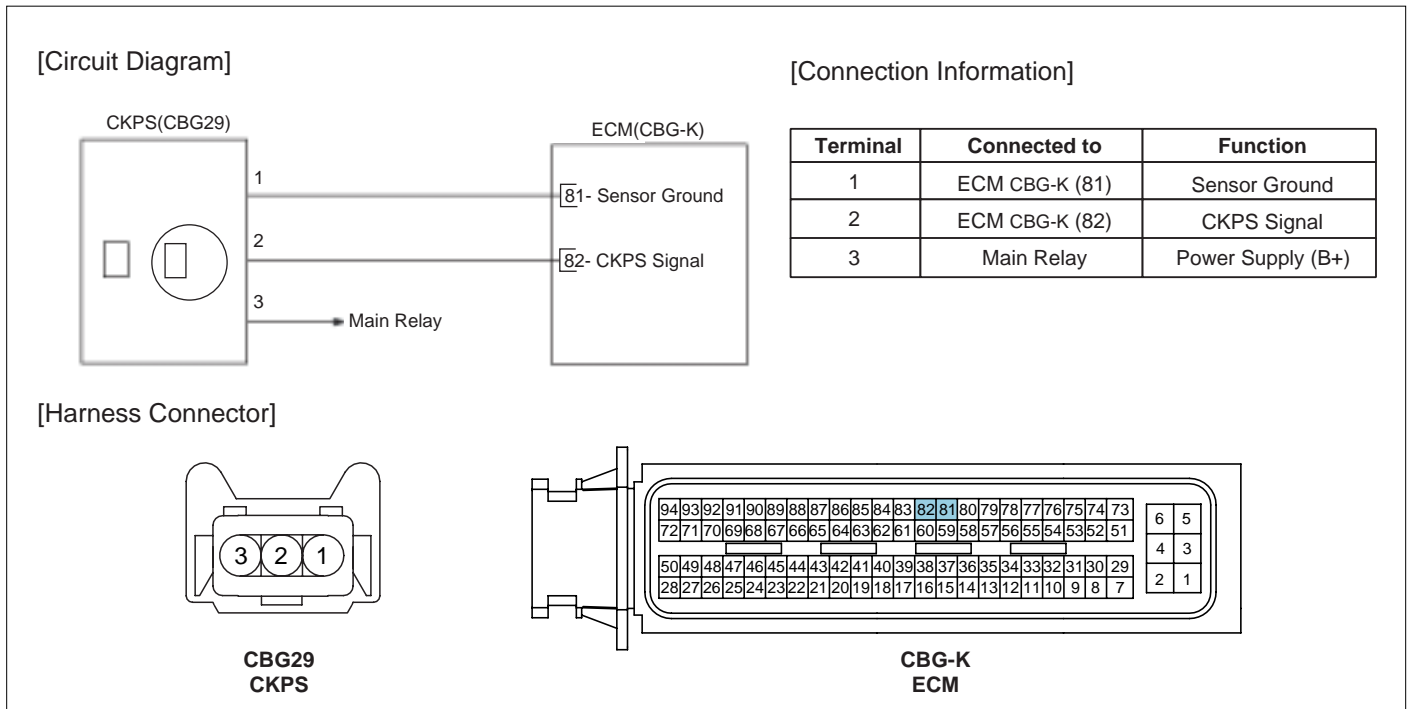 [Circuit Diagram]
CKPS(CBG29)
ECM(CBG-K)
1
81- Sensor Ground
2
82- CKPS Signal
3
Main Relay
[Connection Information]
Terminal Connected to Function
1 ECM CBG-K (81) Sensor Ground
2 ECM CBG-K (82) CKPS Signal
3 Main Relay Power Supply (B+)
[Harness Connector]
3 2 1
CBG29
CKPS
94 93 92 91 90 89 88 87 86 85 84 83 82 81 80 79 78 77 76 75 74 73
72 71 70 69 68 67 66 65 64 63 62 61 60 59 58 57 56 55 54 53 52 51
50 49 48 47 46 45 44 43 42 41 40 39 38 37 36 35 34 33 32 31 30 29
28 27 26 25 24 23 22 21 20 19 18 17 16 15 14 13 12 11 10 9 8 7
6 5
4 3
2 1
CBG-K
ECM